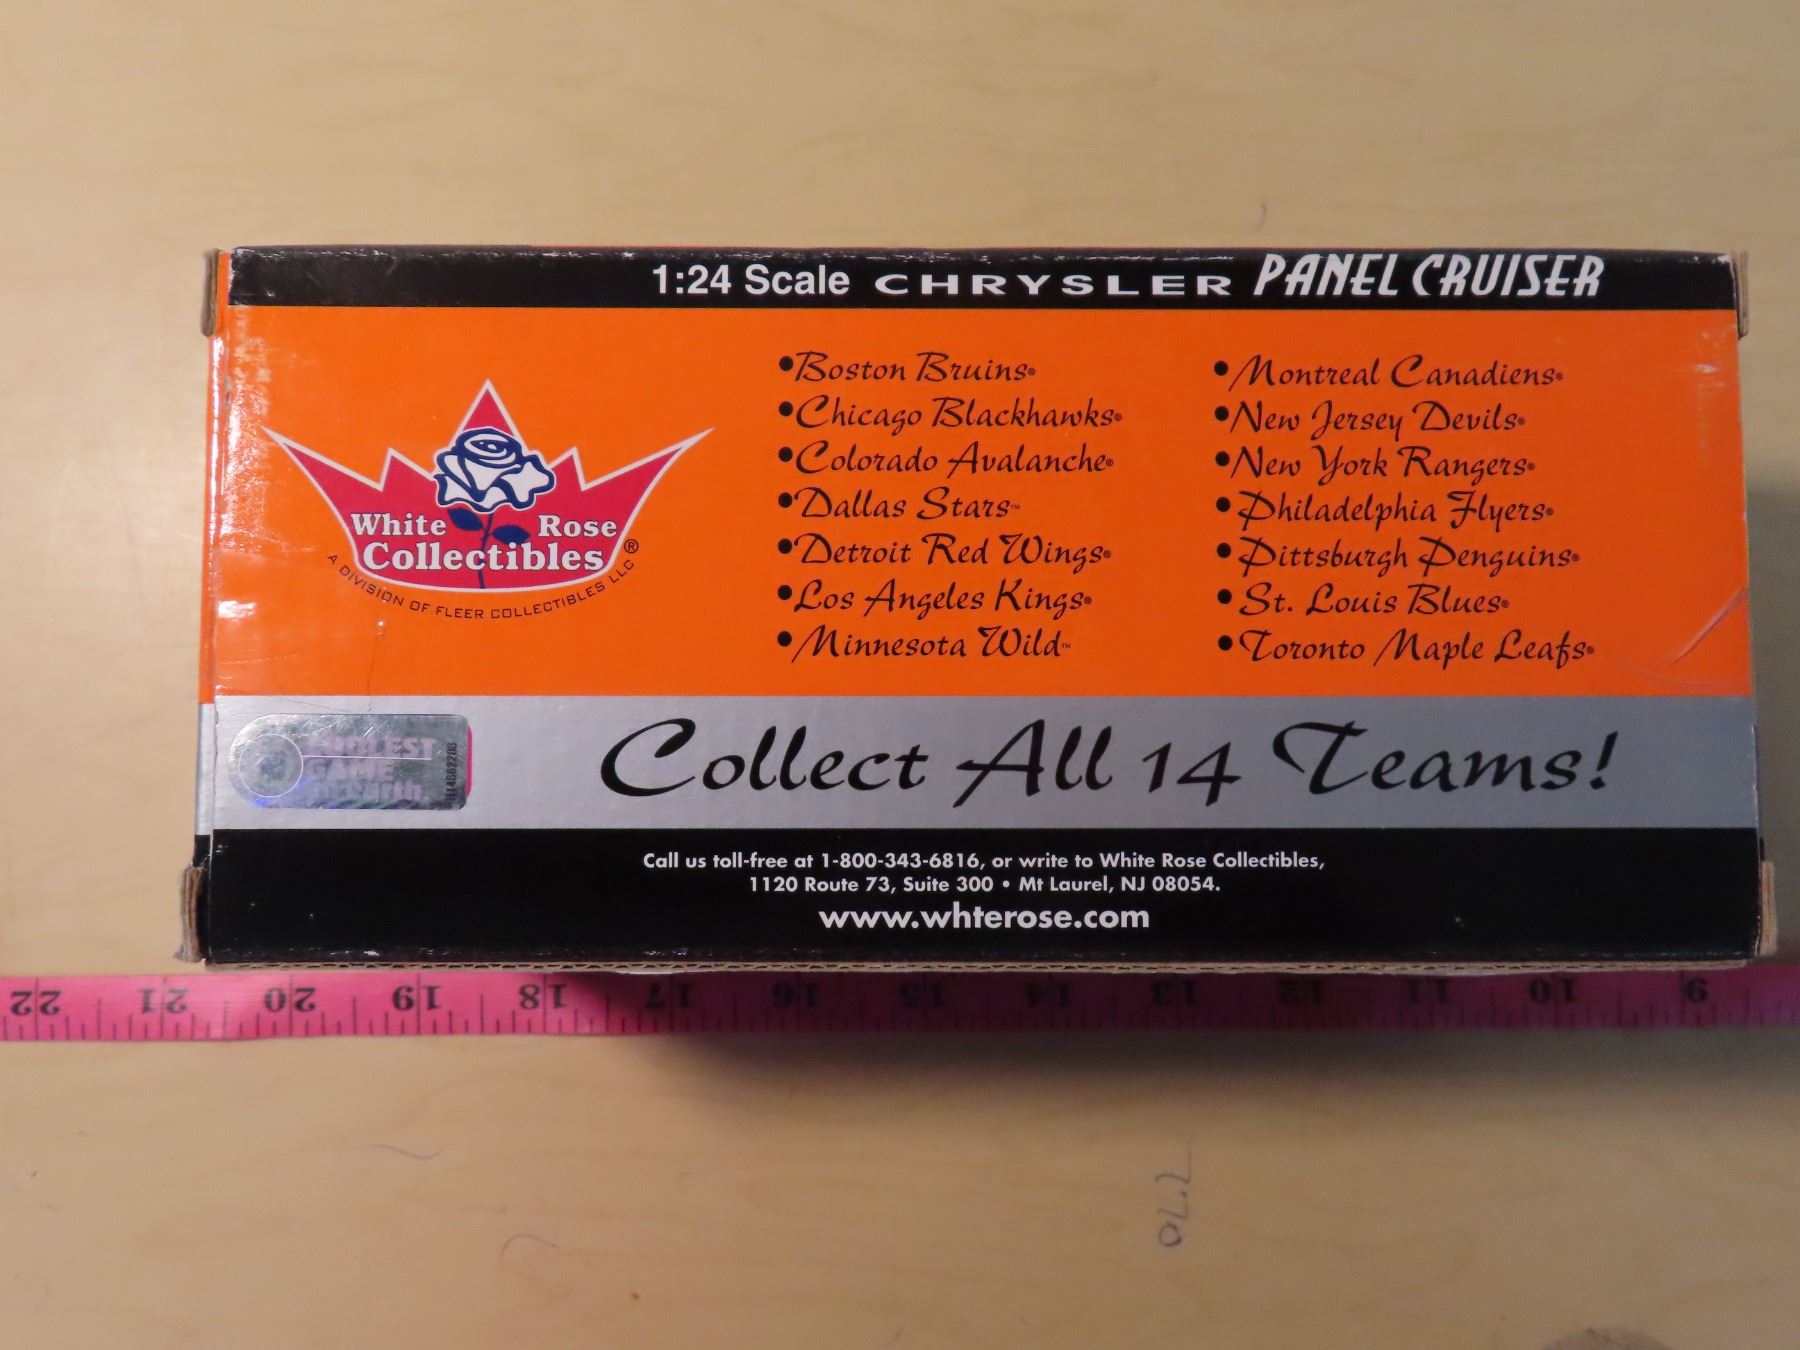 1:24 Scale CHRYSLER PANEL CRUISER
•Boston Bruins®
•Chicago Blackhawks®
•Colorado Avalanche®
•Dallas Stars™
•Detroit Red Wings®
•Los Angeles Kings®
•Minnesota Wild™
•Montreal Canadiens®
•New Jersey Devils®
•New York Rangers®
•Philadelphia Flyers®
•Pittsburgh Penguins®
•St. Louis Blues®
•Toronto Maple Leafs®
White Rose
Collectibles®
A DIVISION OF FLEER COLLECTIBLES LLC
GAME
Collect All 14 Teams!
Call us toll-free at 1-800-343-6816, or write to White Rose Collectibles,
1120 Route 73, Suite 300 • Mt Laurel, NJ 08054.
www.whterose.com
22 21 20 19 18 17 16 15 14 13 12 11 10 9